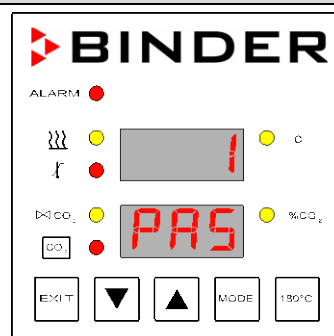 BINDER
ALARM
1
C
CO2
%CO2
PAS
CO2
EXIT
MODE
180°C